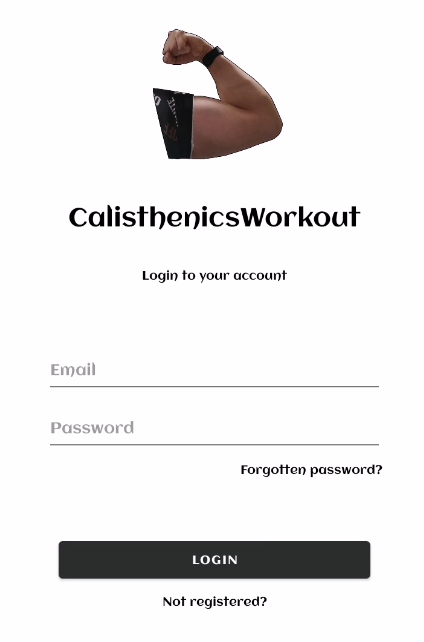 CalisthenicsWorkout
Login to your account
Email
Password
Forgotten password?
LOGIN
Not registered?